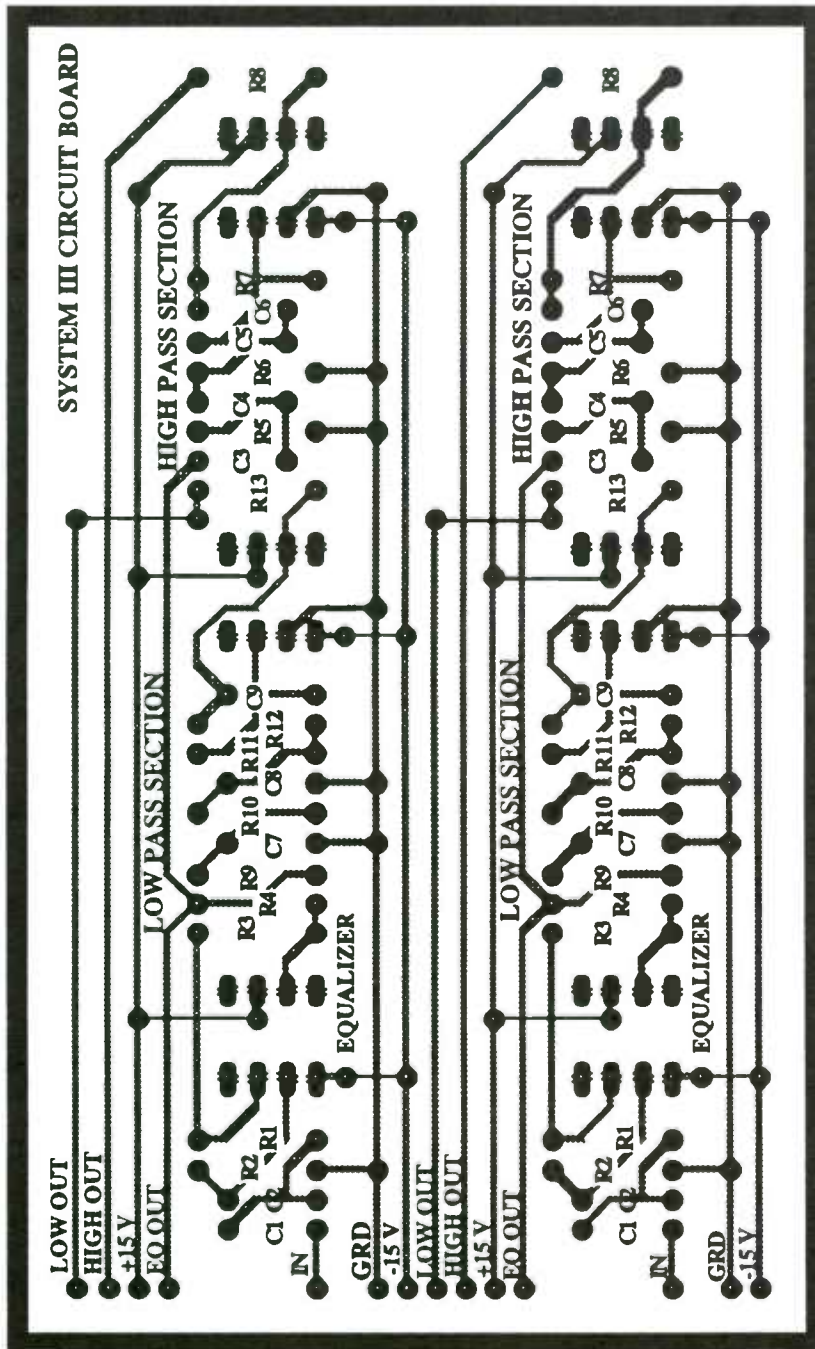 SYSTEM III CIRCUIT BOARD
LOW OUT
HIGH OUT
+15 V
EQ OUT
LOW PASS SECTION
HIGH PASS SECTION
C1
C2
R2
R1
R3
R4
R9
C7
R10
C8
R11
R12
C9
R13
C3
R5
C4
R6
C5
C6
R7
R8
IN
EQUALIZER
GRD
-15 V
LOW OUT
HIGH OUT
+15 V
EQ OUT
LOW PASS SECTION
HIGH PASS SECTION
C1
C2
R2
R1
R3
R4
R9
C7
R10
C8
R11
R12
C9
R13
C3
R5
C4
R6
C5
C6
R7
R8
IN
EQUALIZER
GRD
-15 V